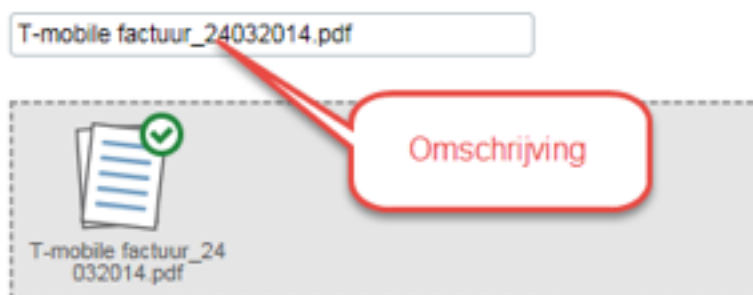 T-mobile factuur_24032014.pdf
Omschrijving
T-mobile factuur_24
032014.pdf